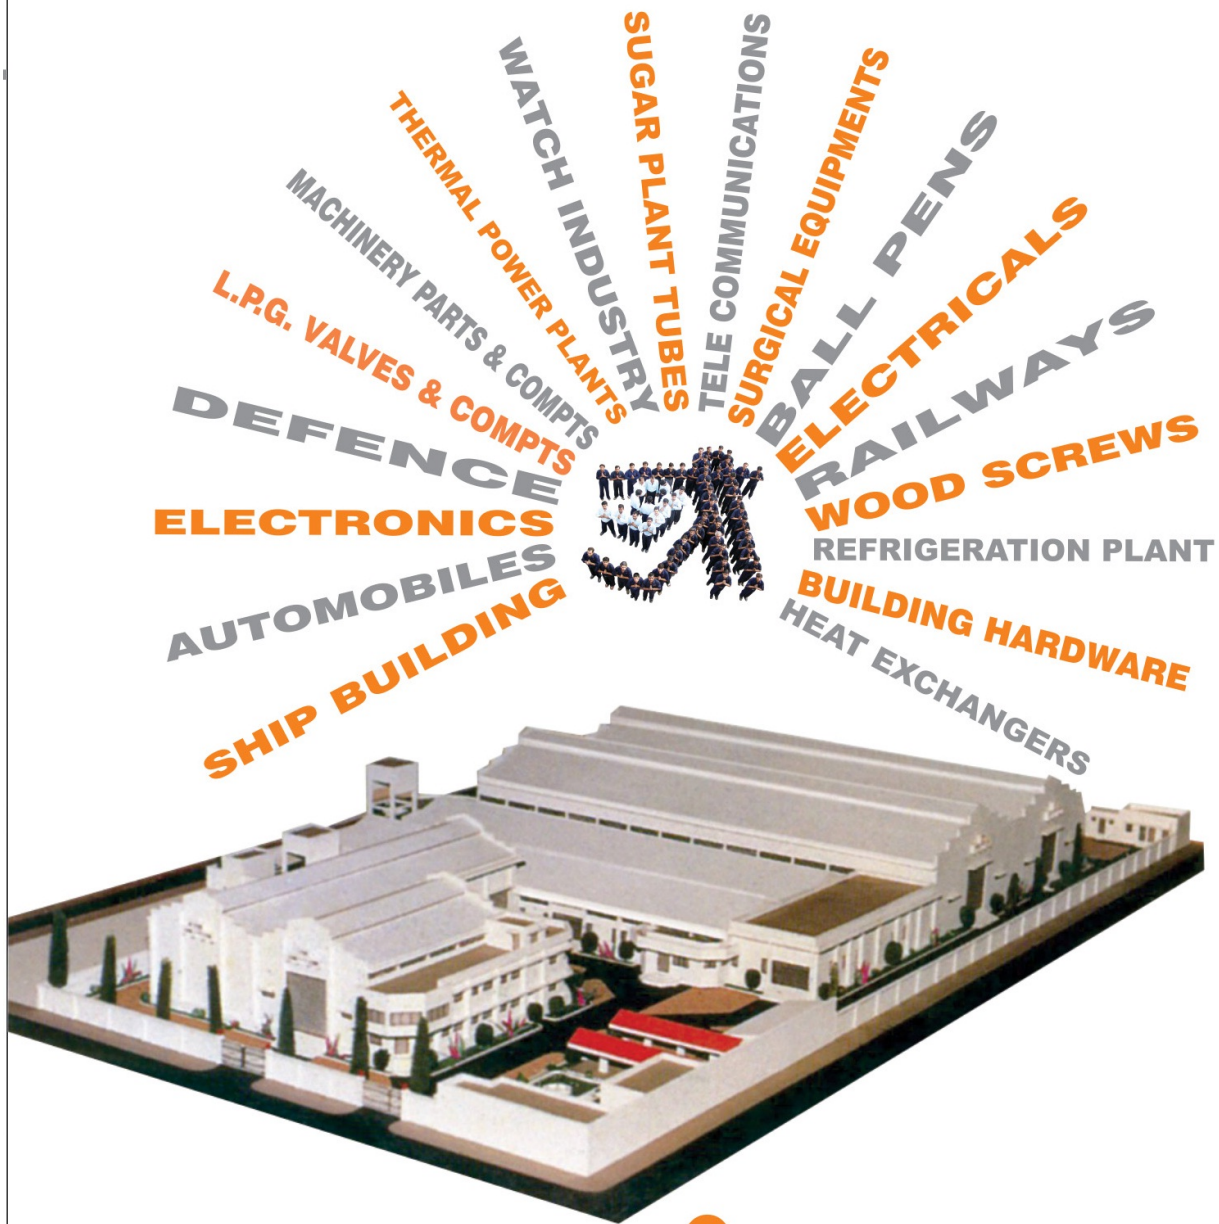 SHIP BUILDING
AUTOMOBILES
ELECTRONICS
DEFENCE
L.P.G. VALVES & COMPTS
MACHINERY PARTS & COMPTS
THERMAL POWER PLANTS
WATCH INDUSTRY
SUGAR PLANT TUBES
TELE COMMUNICATIONS
SURGICAL EQUIPMENTS
BALL PENS
ELECTRICALS
RAILWAYS
WOOD SCREWS
REFRIGERATION PLANT
BUILDING HARDWARE
HEAT EXCHANGERS